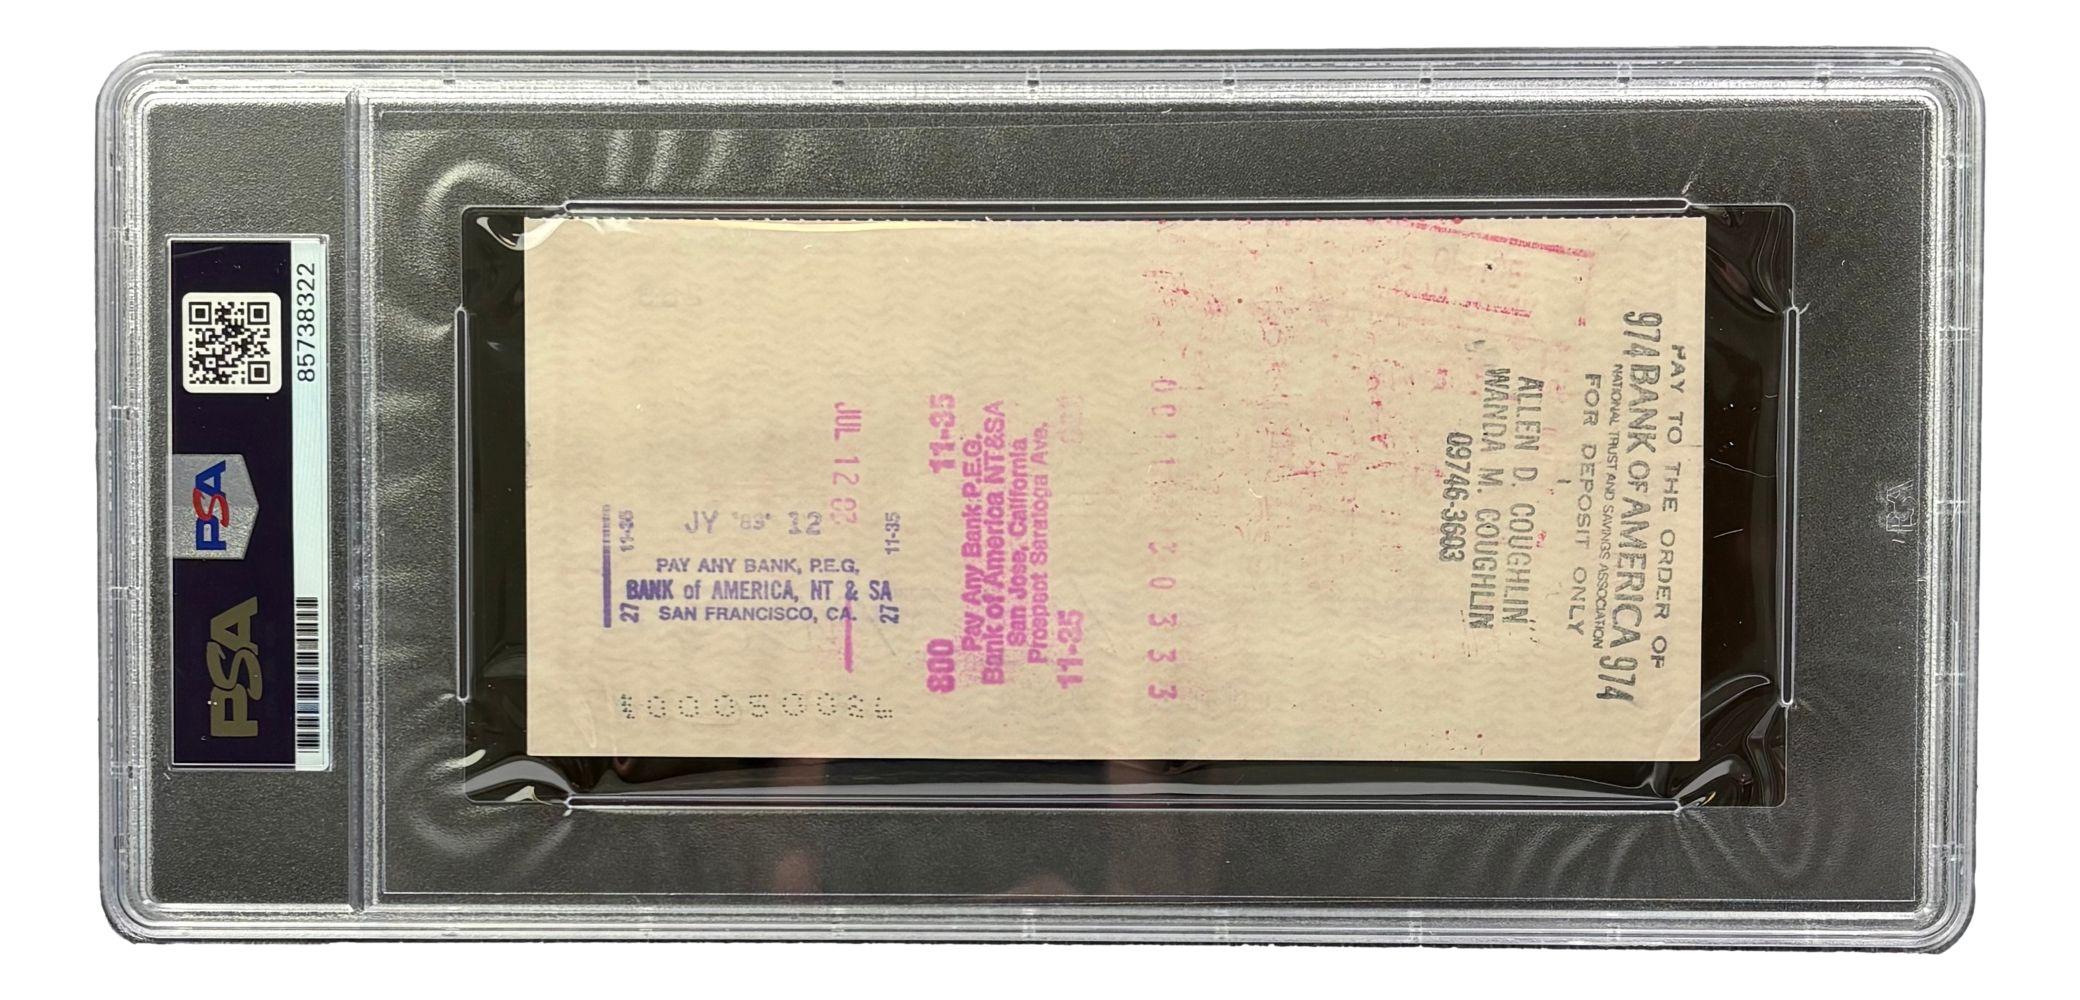 85738322
PSA
PSA
JY '83' 12
11-35
11-35
PAY ANY BANK, P.E.G,
BANK of AMERICA, NT & SA
27 SAN FRANCISCO, CA. 27
JUL 12 83
800 11-35
Pay Any Bank P.E.G.
Bank of America NT&SA
San Jose, California
Prospect Saratoga Ave.
11-35
PAY TO THE ORDER OF
974 BANK OF AMERICA 974
NATIONAL TRUST AND SAVINGS ASSOCIATION
FOR DEPOSIT ONLY
ALLEN D. COUGHLIN
WANDA M. COUGHLIN
09746-3603